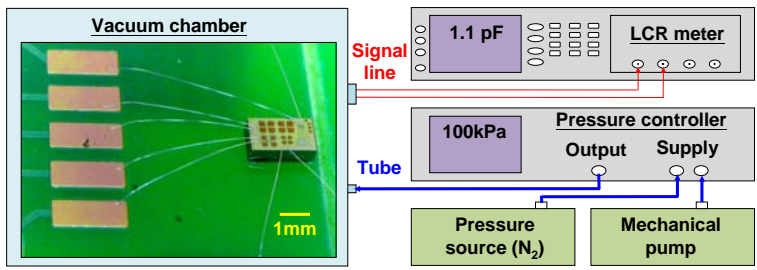 Vacuum chamber
1mm
Signal
line
Tube
1.1 pF
LCR meter
100kPa
Pressure controller
Output
Supply
Pressure
source (N₂)
Mechanical
pump